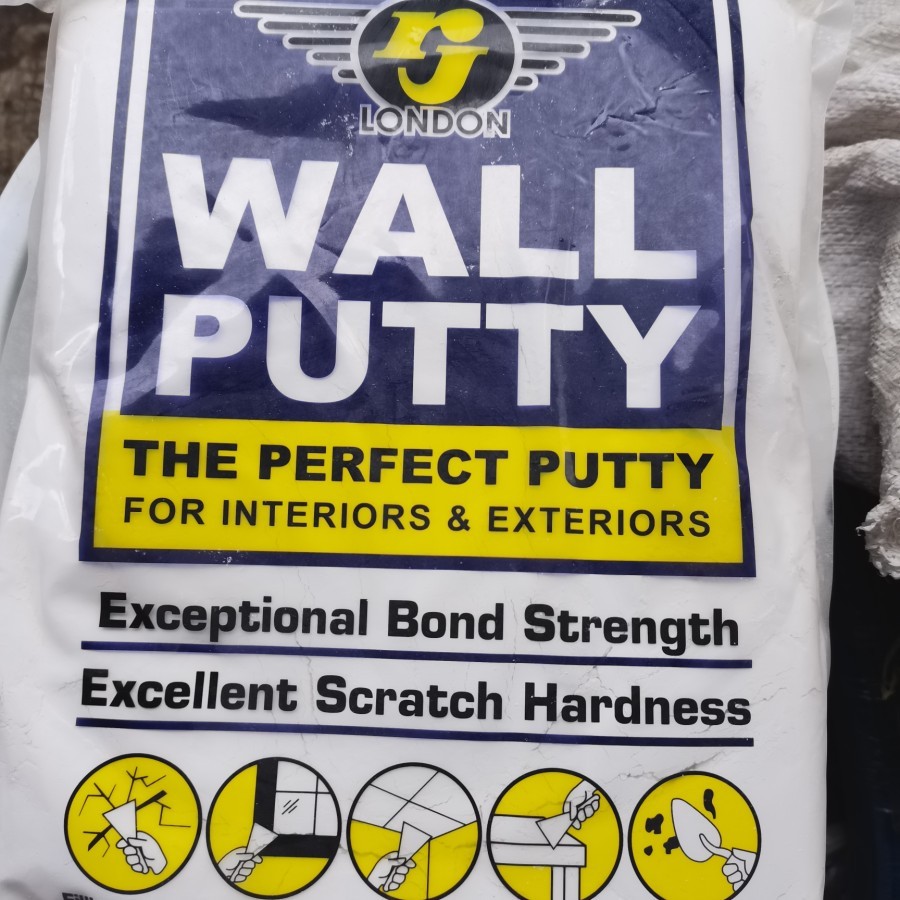 rj
LONDON
WALL
PUTTY
THE PERFECT PUTTY
FOR INTERIORS & EXTERIORS
Exceptional Bond Strength
Excellent Scratch Hardness